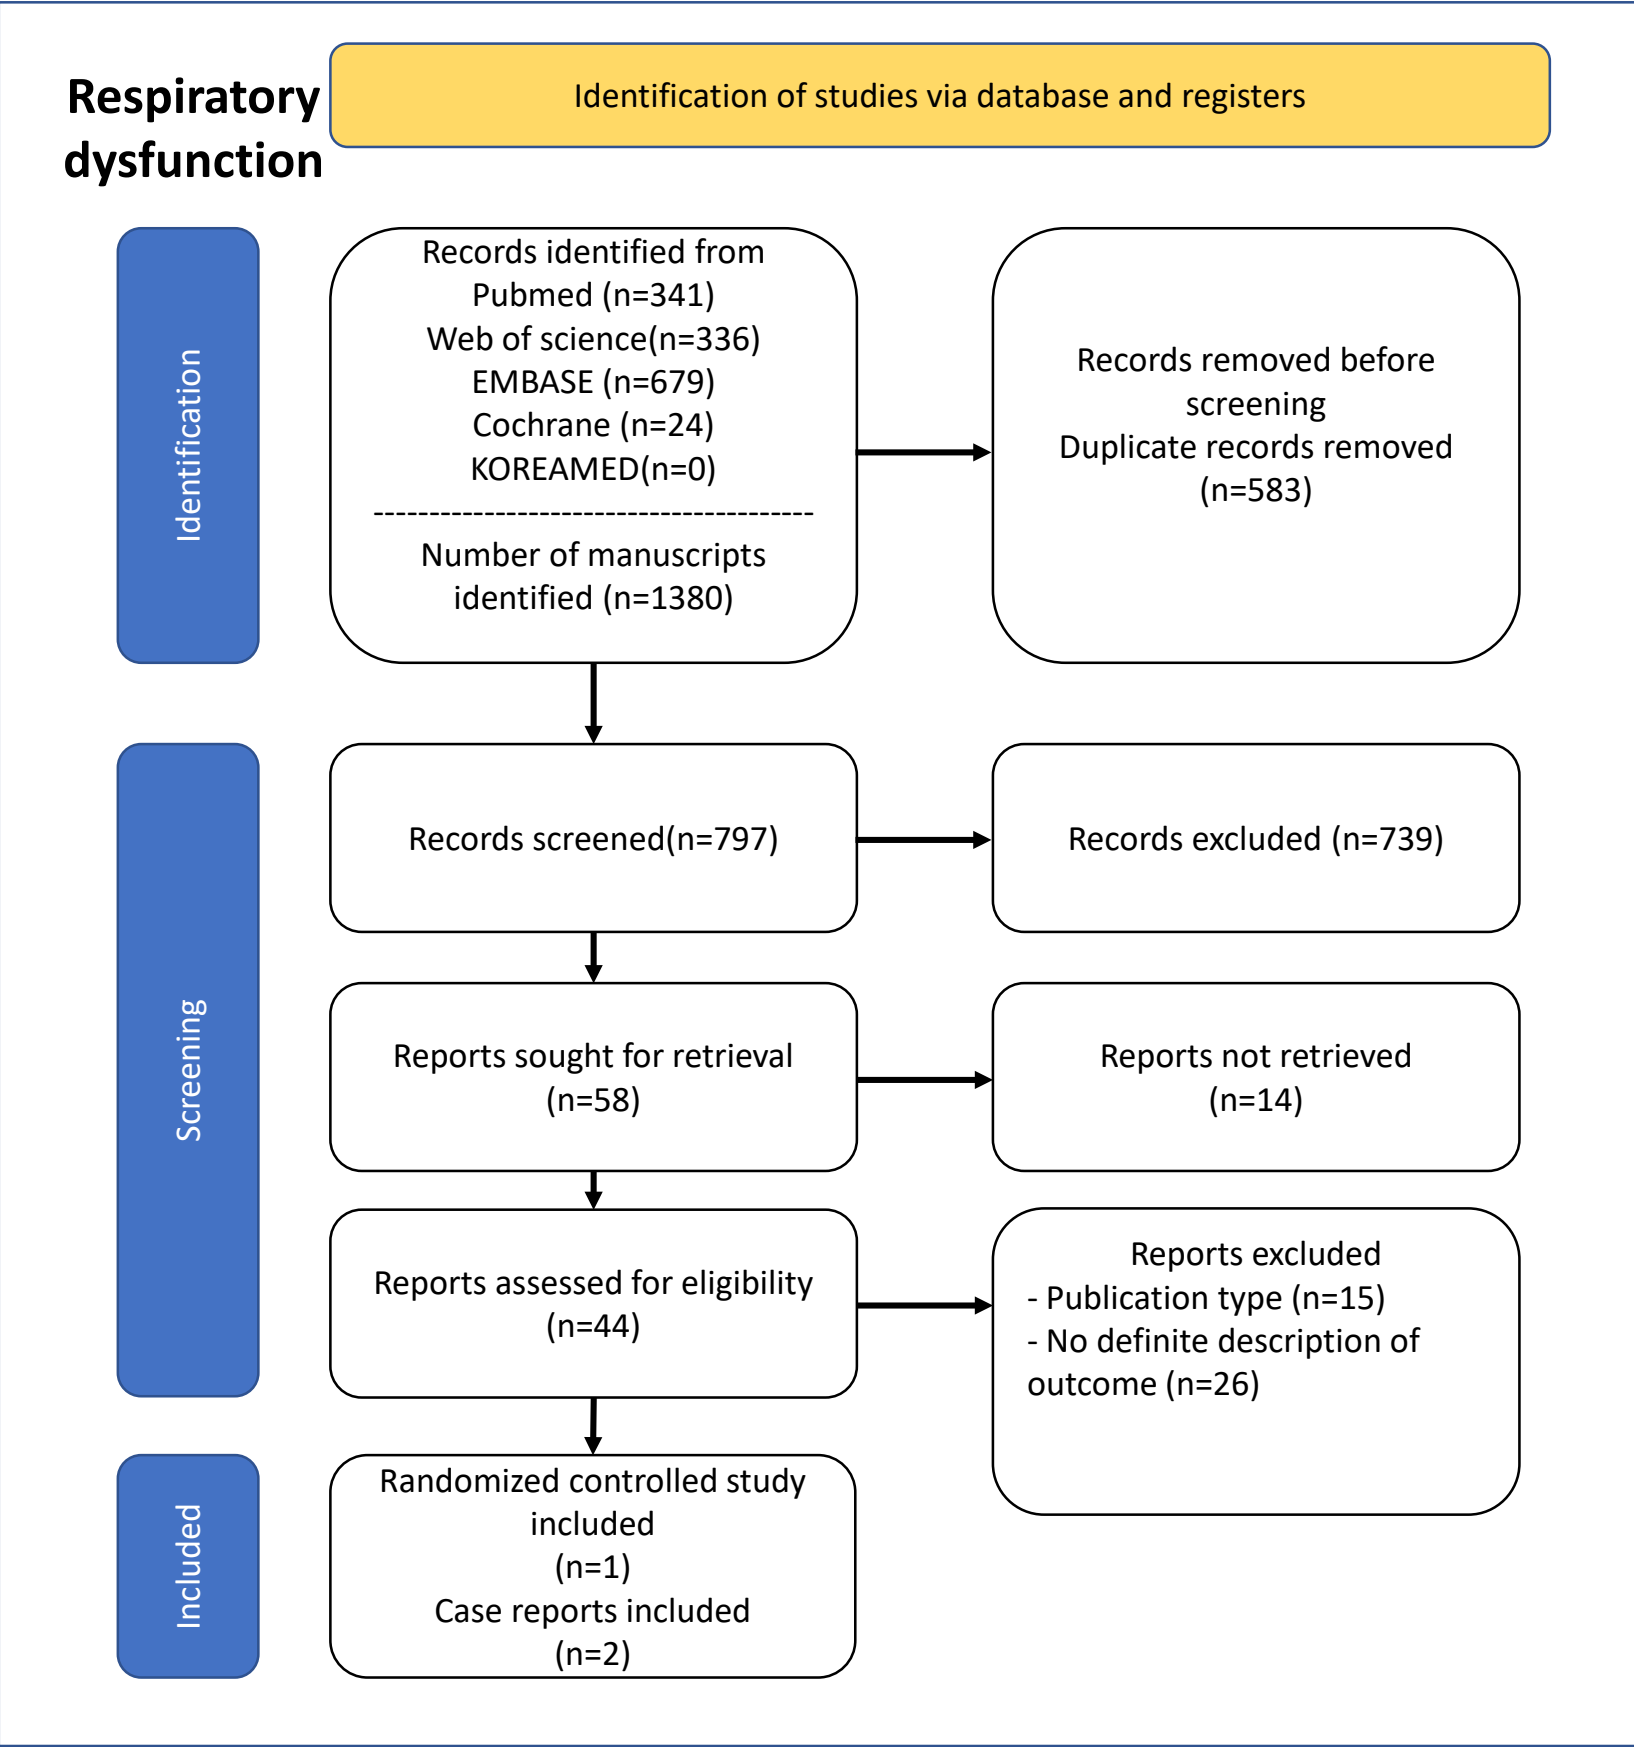 Respiratory
dysfunction
Identification of studies via database and registers
Identification
Records identified from
Pubmed (n=341)
Web of science(n=336)
EMBASE (n=679)
Cochrane (n=24)
KOREAMED(n=0)
----------------------------------------
Number of manuscripts
identified (n=1380)
Records removed before
screening
Duplicate records removed
(n=583)
Screening
Records screened(n=797)
Records excluded (n=739)
Reports sought for retrieval
(n=58)
Reports not retrieved
(n=14)
Reports assessed for eligibility
(n=44)
Reports excluded
- Publication type (n=15)
- No definite description of
outcome (n=26)
Included
Randomized controlled study
included
(n=1)
Case reports included
(n=2)